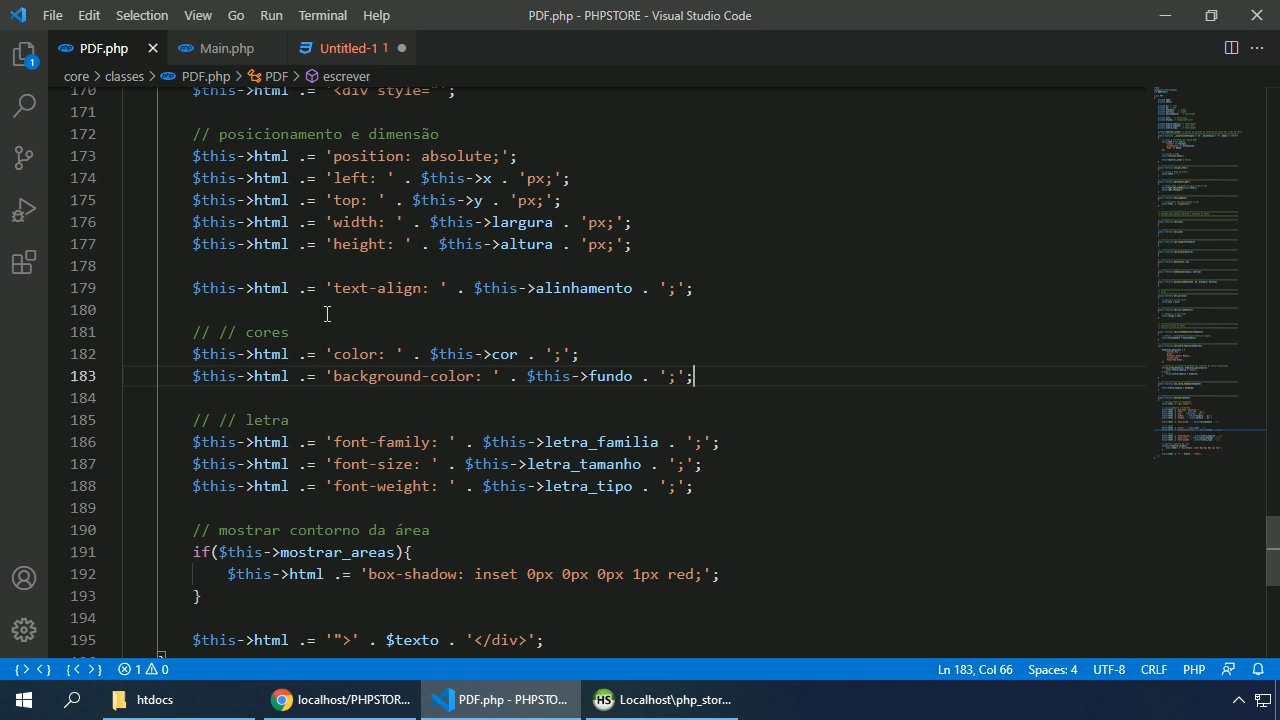 File Edit Selection View Go Run Terminal Help PDF.php - PHPSTORE - Visual Studio Code
PDF.php Main.php Untitled-1 1
core > classes > PDF.php > PDF > escrever
170 $this->html .= '<div style="';
171
172 // posicionamento e dimensão
173 $this->html .= 'position: absolute;';
174 $this->html .= 'left: ' . $this->x . 'px;';
175 $this->html .= 'top: ' . $this->y . 'px;';
176 $this->html .= 'width: ' . $this->largura . 'px;';
177 $this->html .= 'height: ' . $this->altura . 'px;';
178
179 $this->html .= 'text-align: ' . $this->alinhamento . ';';
180
181 // // cores
182 $this->html .= 'color: ' . $this->cor . ';';
183 $this->html .= 'background-color: ' . $this->fundo . ';';
184
185 // // letra
186 $this->html .= 'font-family: ' . $this->letra_familia . ';';
187 $this->html .= 'font-size: ' . $this->letra_tamanho . ';';
188 $this->html .= 'font-weight: ' . $this->letra_tipo . ';';
189
190 // mostrar contorno da área
191 if($this->mostrar_areas){
192 $this->html .= 'box-shadow: inset 0px 0px 0px 1px red;';
193 }
194
195 $this->html .= '">' . $texto . '</div>';
1 0 Ln 183, Col 66 Spaces: 4 UTF-8 CRLF PHP
htdocs localhost/PHPSTOR... PDF.php - PHPSTO... Localhost\php_stor...